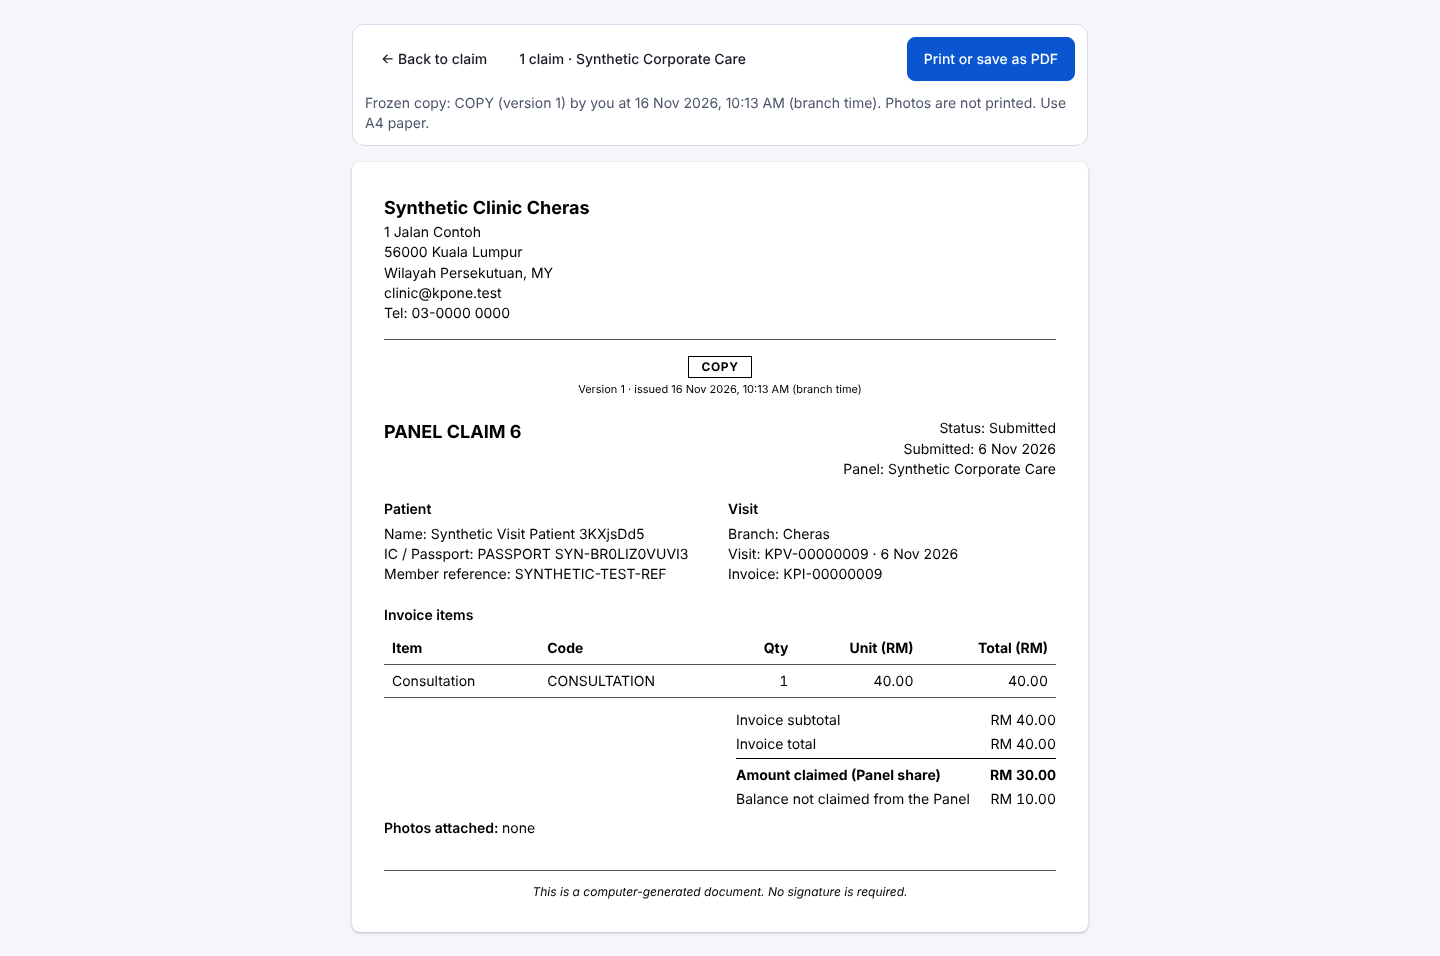 ← Back to claim
1 claim · Synthetic Corporate Care
Print or save as PDF
Frozen copy: COPY (version 1) by you at 16 Nov 2026, 10:13 AM (branch time). Photos are not printed. Use
A4 paper.
Synthetic Clinic Cheras
1 Jalan Contoh
56000 Kuala Lumpur
Wilayah Persekutuan, MY
clinic@kpone.test
Tel: 03-0000 0000
COPY
Version 1 · issued 16 Nov 2026, 10:13 AM (branch time)
PANEL CLAIM 6
Status: Submitted
Submitted: 6 Nov 2026
Panel: Synthetic Corporate Care
Patient
Name: Synthetic Visit Patient 3KXjsDd5
IC / Passport: PASSPORT SYN-BR0LIZ0VUVI3
Member reference: SYNTHETIC-TEST-REF
Visit
Branch: Cheras
Visit: KPV-00000009 · 6 Nov 2026
Invoice: KPI-00000009
Invoice items
Item Code Qty Unit (RM) Total (RM)
Consultation CONSULTATION 1 40.00 40.00
Invoice subtotal RM 40.00
Invoice total RM 40.00
Amount claimed (Panel share) RM 30.00
Balance not claimed from the Panel RM 10.00
Photos attached: none
This is a computer-generated document. No signature is required.